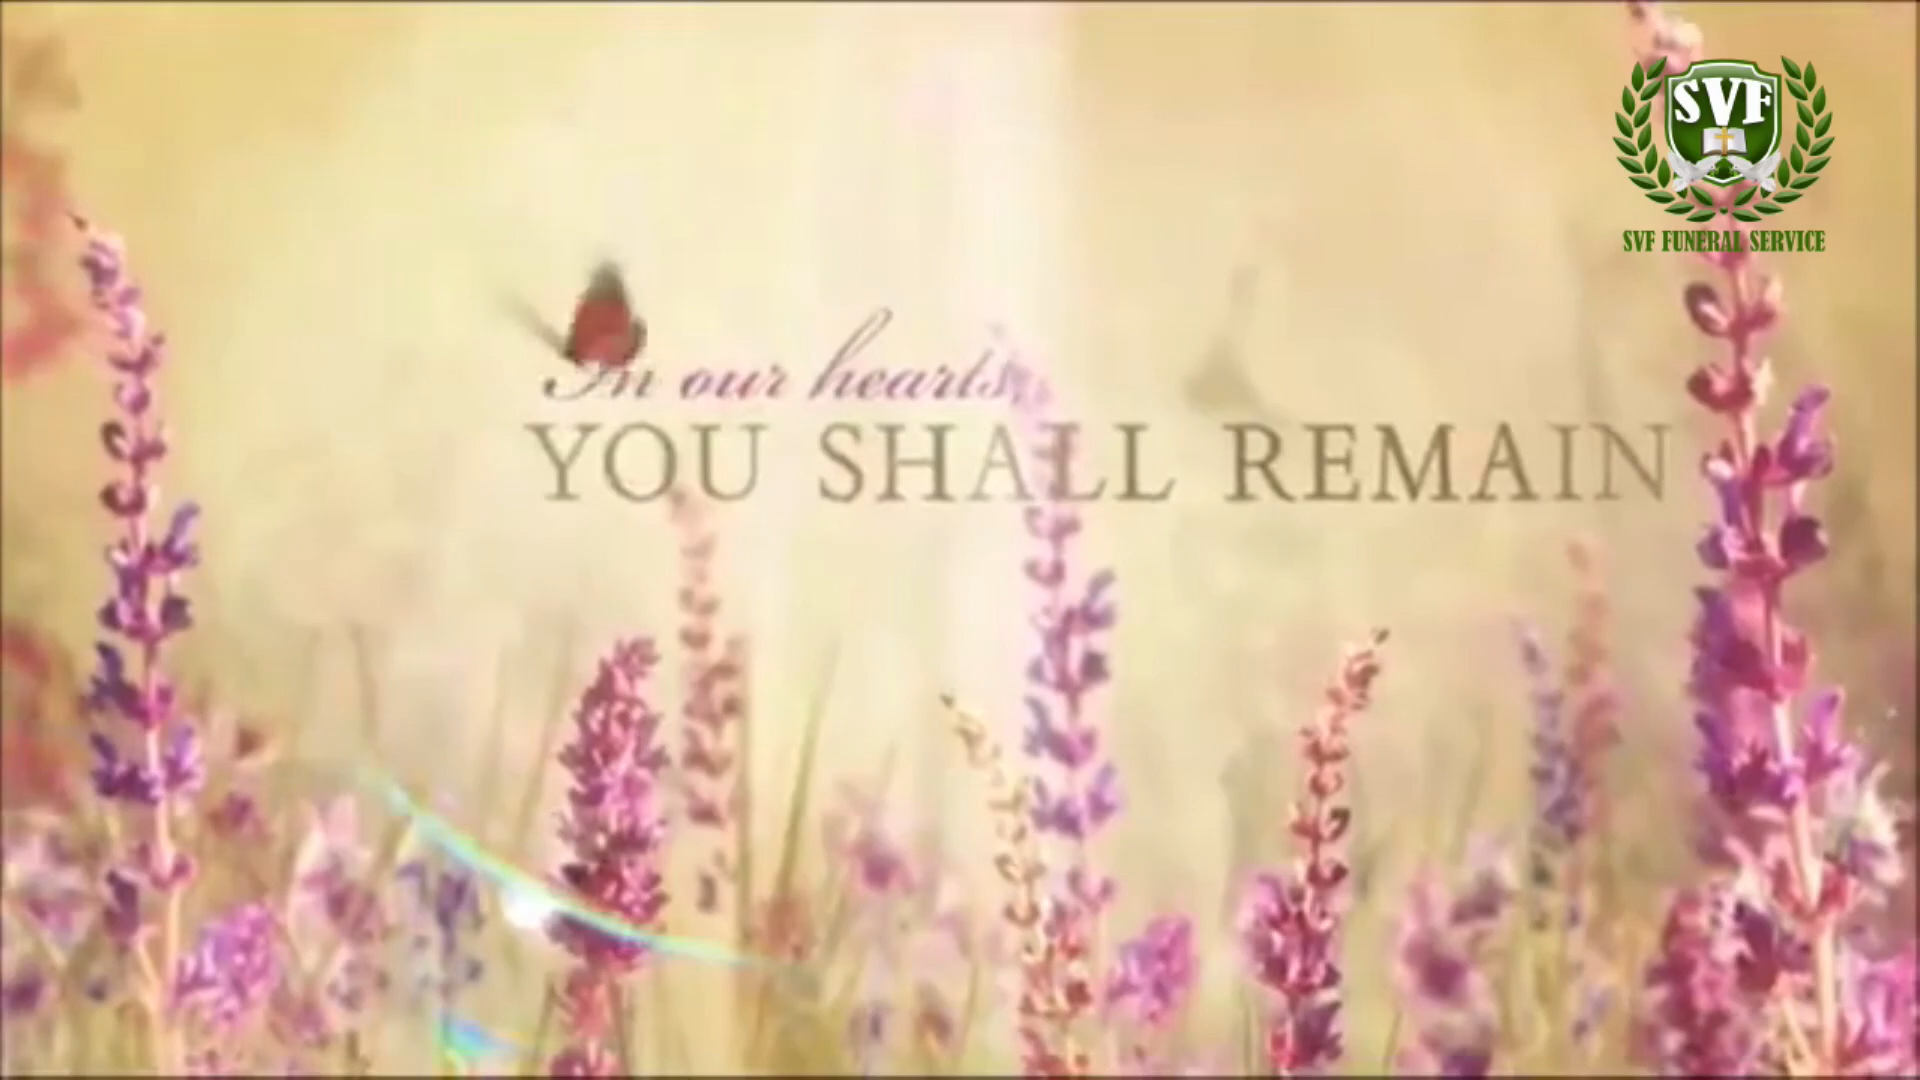 SVF
SVF FUNERAL SERVICE
In our hearts,
YOU SHALL REMAIN